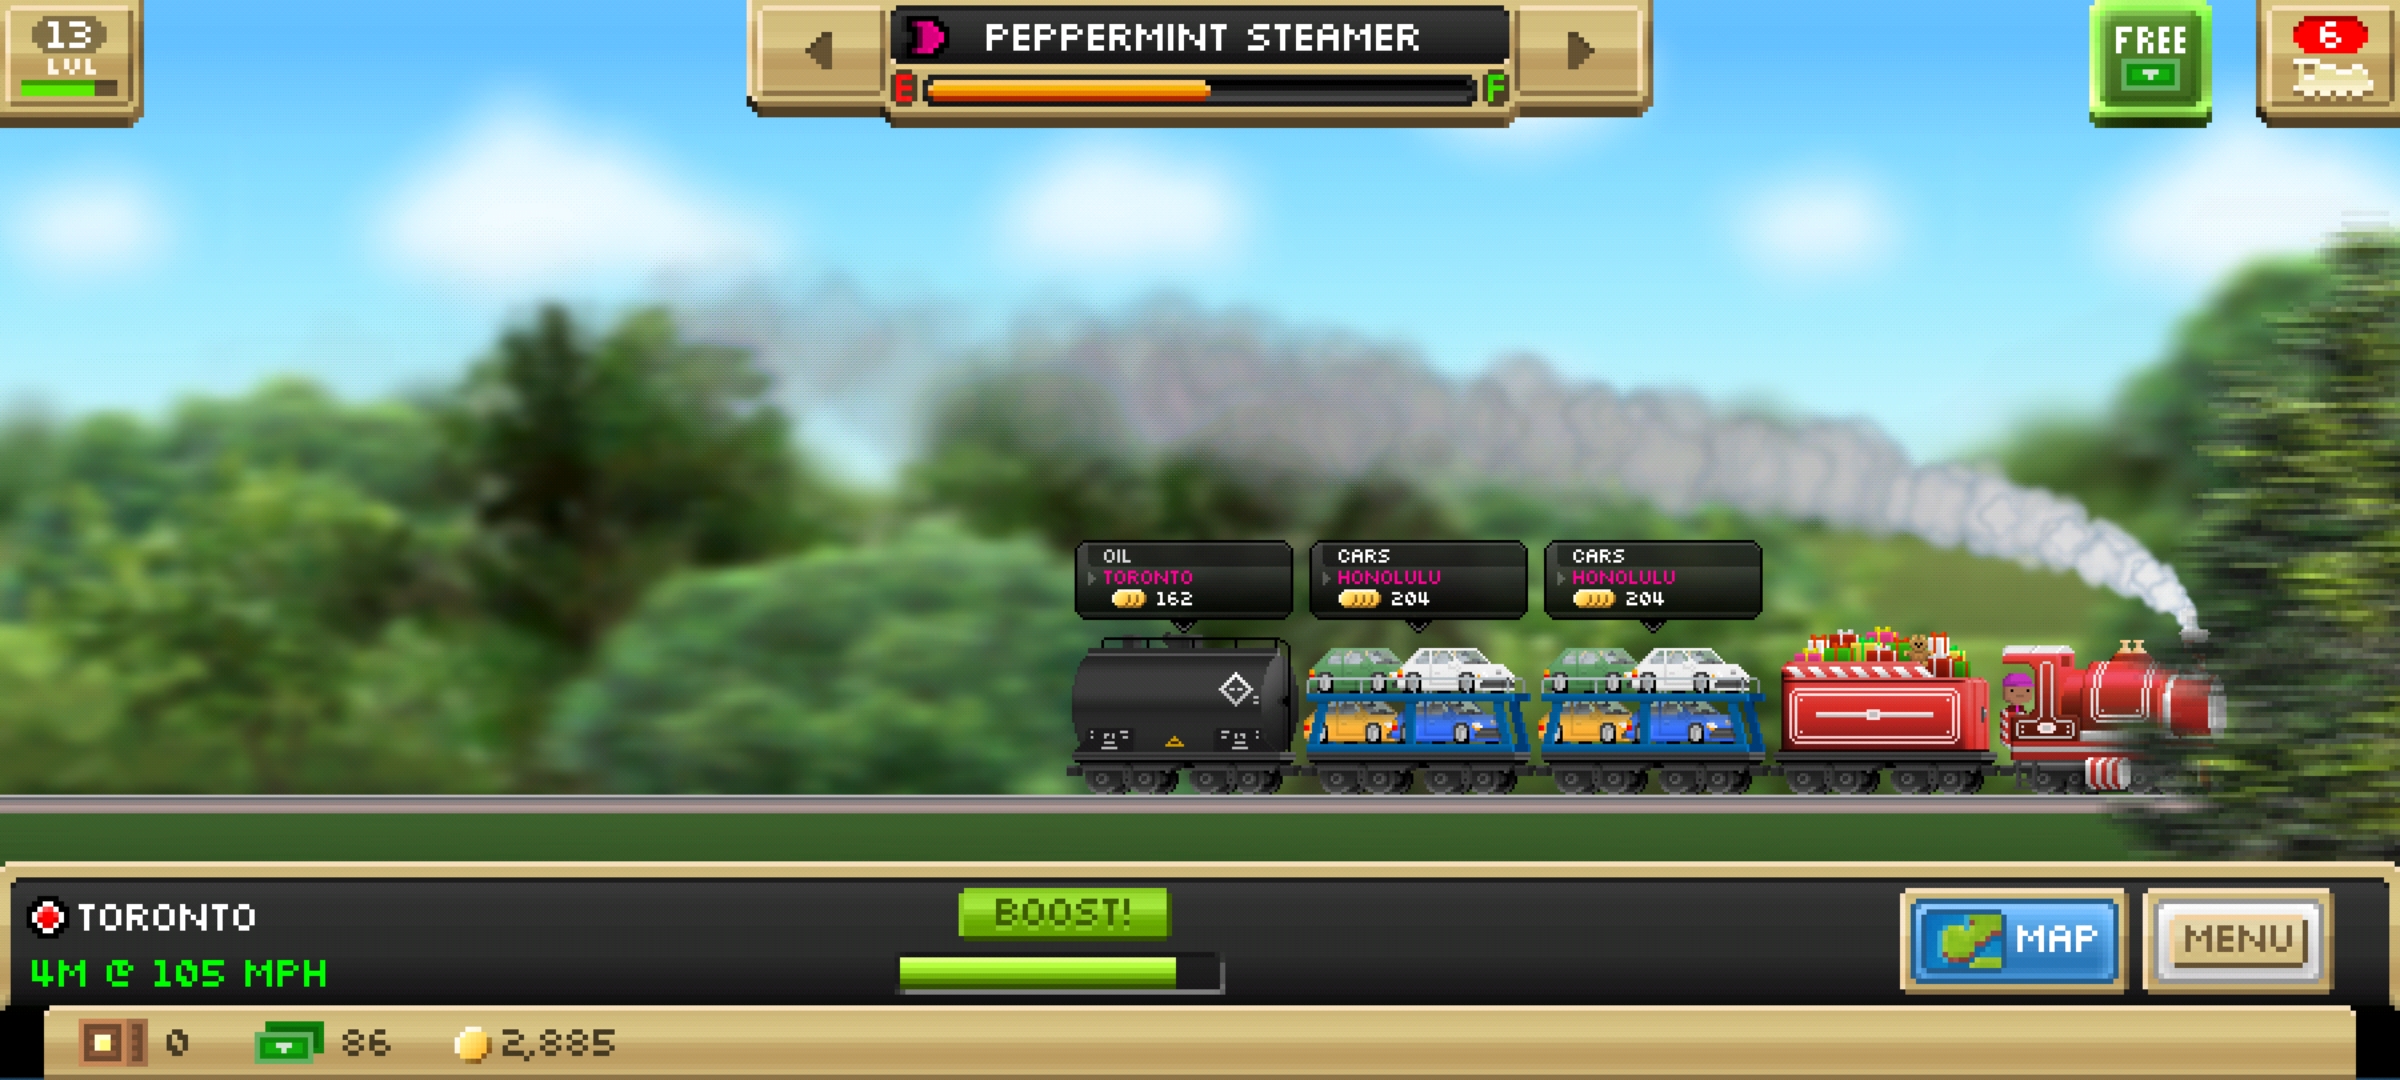 13
LVL
PEPPERMINT STEAMER
E F
FREE
6
OIL
TORONTO
162
CARS
HONOLULU
204
CARS
HONOLULU
204
TORONTO
4M @ 105 MPH
BOOST!
MAP
MENU
0 86 2,885